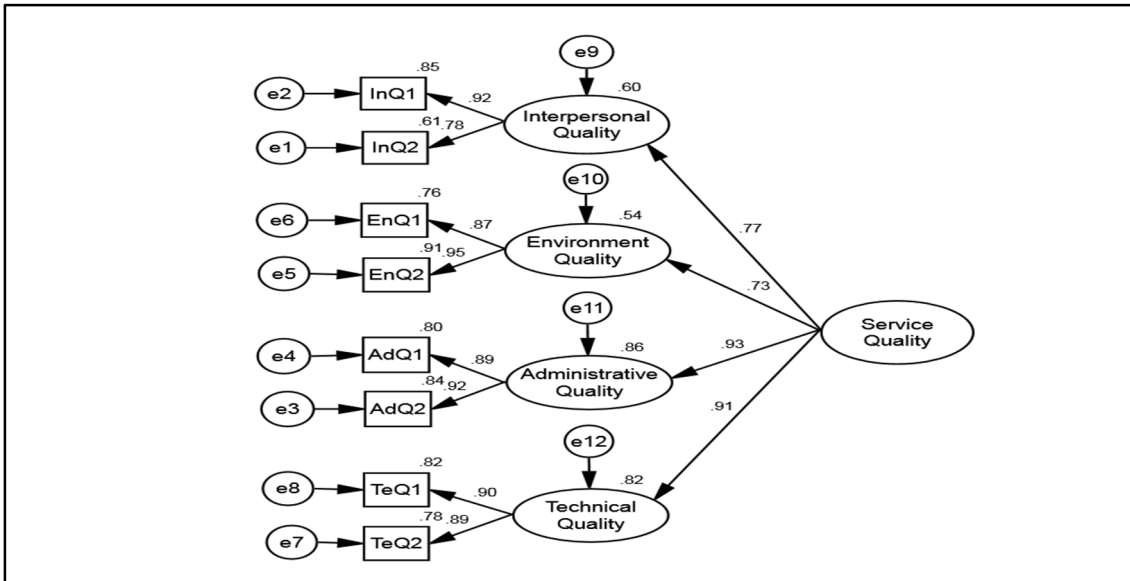 e9
.85
.60
e2
InQ1
.92
Interpersonal
Quality
.61
.78
e1
InQ2
e10
.76
.54
e6
EnQ1
.87
Environment
Quality
.77
.91
.95
e5
EnQ2
.73
e11
.80
.86
Service
Quality
e4
AdQ1
.89
.93
Administrative
Quality
.84
.92
e3
AdQ2
.91
e12
.82
.82
e8
TeQ1
.90
Technical
Quality
.78
.89
e7
TeQ2